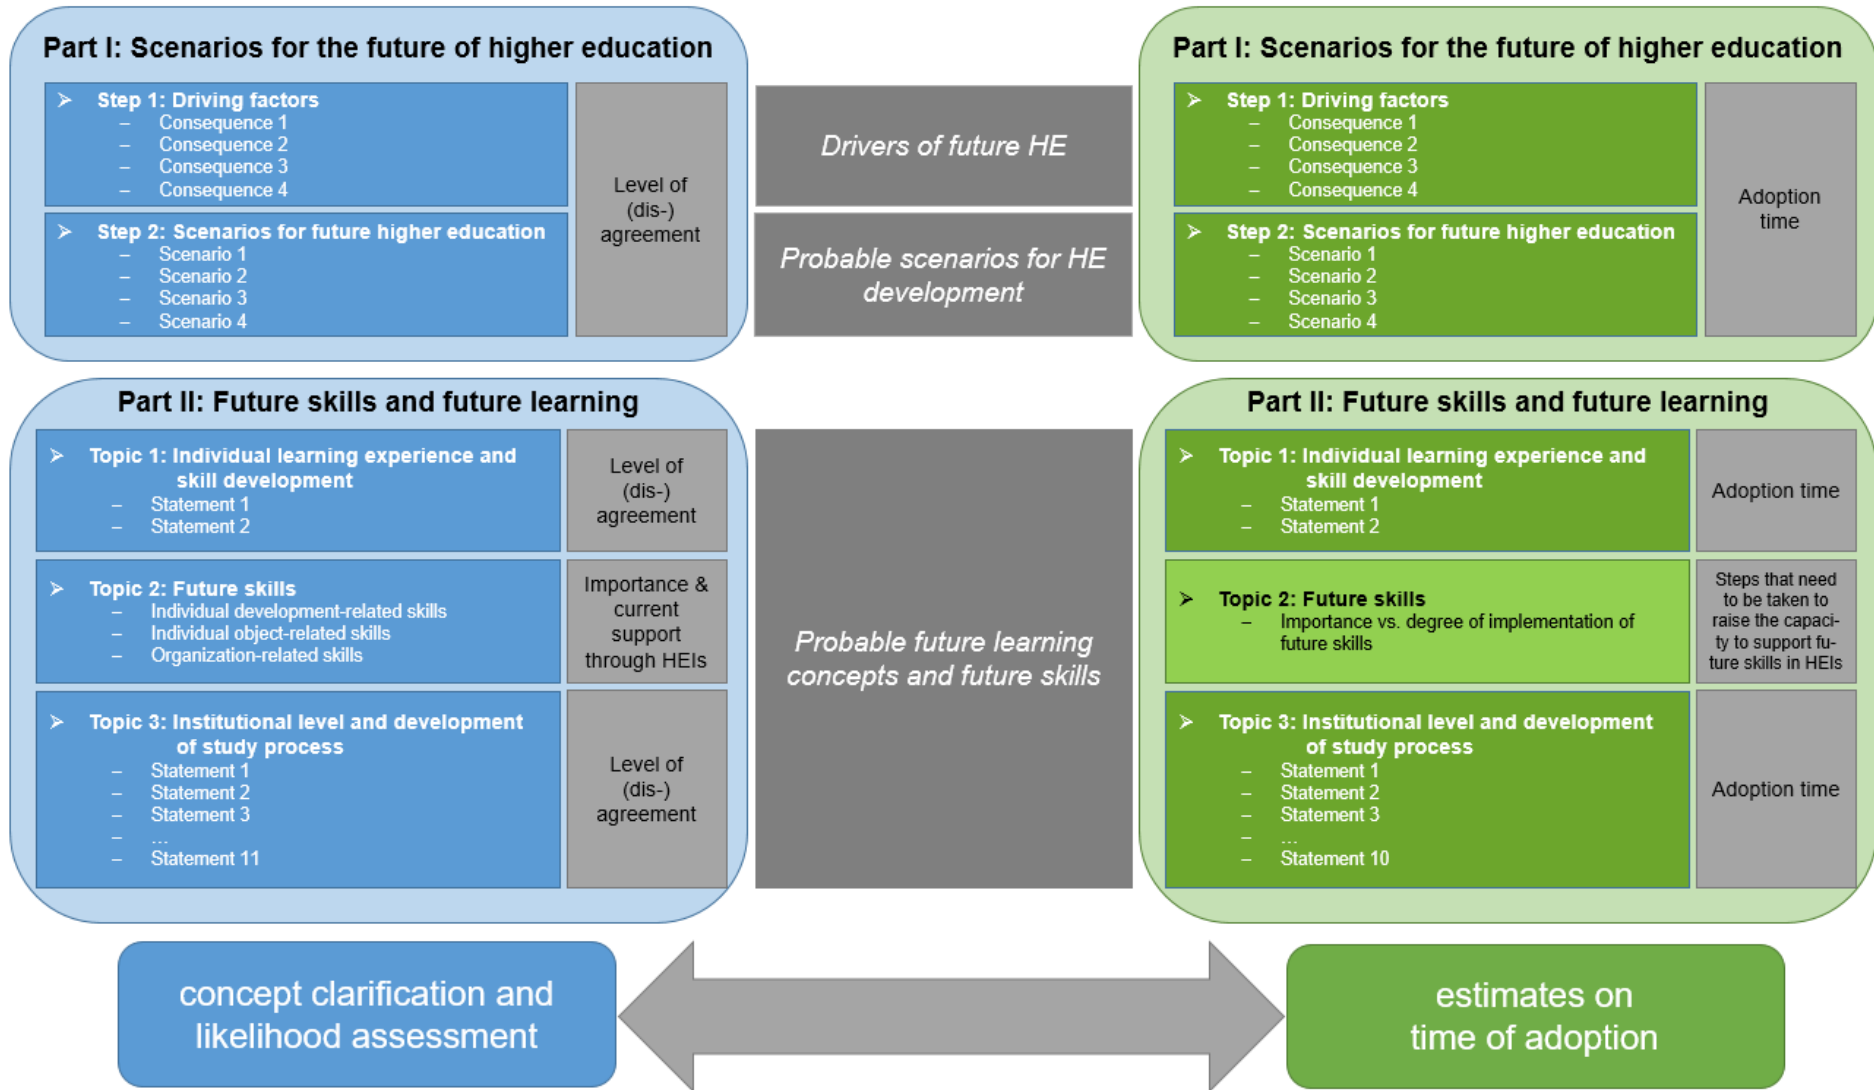 Part I: Scenarios for the future of higher education
➢ Step 1: Driving factors
– Consequence 1
– Consequence 2
– Consequence 3
– Consequence 4
➢ Step 2: Scenarios for future higher education
– Scenario 1
– Scenario 2
– Scenario 3
– Scenario 4
Level of
(dis-)
agreement
Drivers of future HE
Probable scenarios for HE
development
Part I: Scenarios for the future of higher education
➢ Step 1: Driving factors
– Consequence 1
– Consequence 2
– Consequence 3
– Consequence 4
➢ Step 2: Scenarios for future higher education
– Scenario 1
– Scenario 2
– Scenario 3
– Scenario 4
Adoption
time
Part II: Future skills and future learning
➢ Topic 1: Individual learning experience and
skill development
– Statement 1
– Statement 2
Level of
(dis-)
agreement
➢ Topic 2: Future skills
– Individual development-related skills
– Individual object-related skills
– Organization-related skills
Importance &
current
support
through HEIs
➢ Topic 3: Institutional level and development
of study process
– Statement 1
– Statement 2
– Statement 3
– ...
– Statement 11
Level of
(dis-)
agreement
Probable future learning
concepts and future skills
Part II: Future skills and future learning
➢ Topic 1: Individual learning experience and
skill development
– Statement 1
– Statement 2
Adoption time
➢ Topic 2: Future skills
– Importance vs. degree of implementation of
future skills
Steps that need
to be taken to
raise the capaci-
ty to support fu-
ture skills in HEIs
➢ Topic 3: Institutional level and development
of study process
– Statement 1
– Statement 2
– Statement 3
– ...
– Statement 10
Adoption time
concept clarification and
likelihood assessment
estimates on
time of adoption